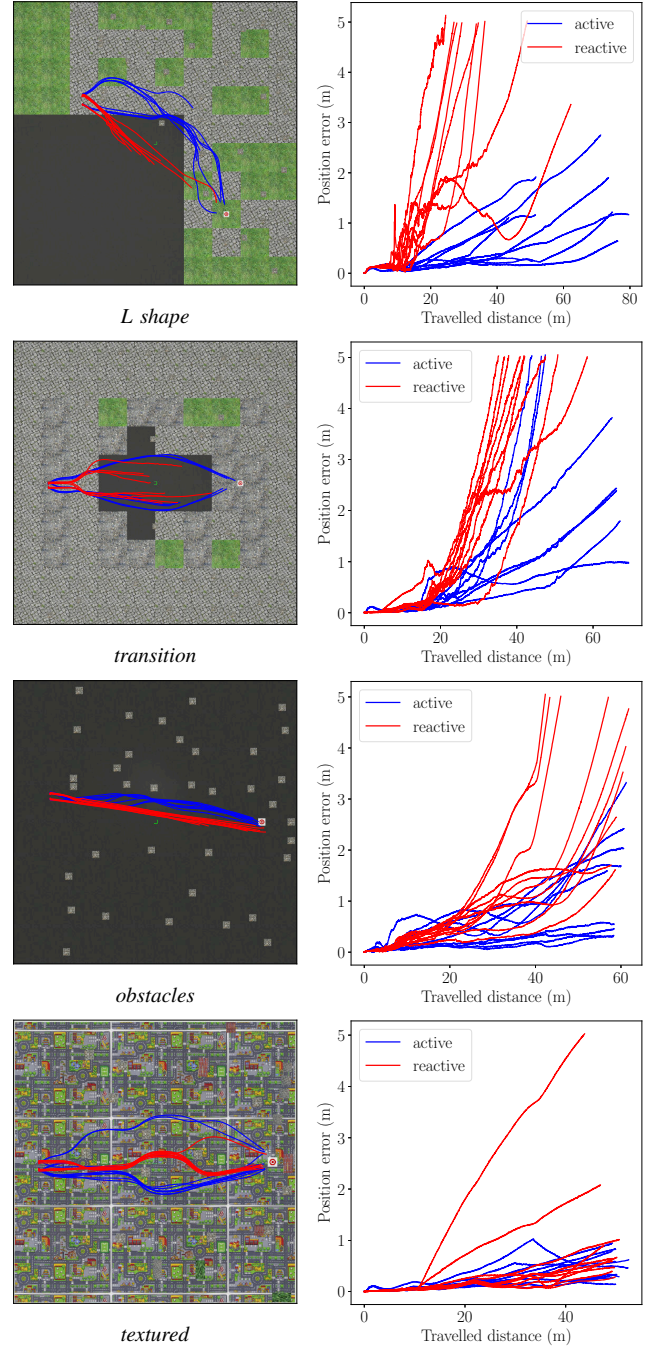 5
4
3
2
1
0
Position error (m)
active
reactive
0
20
40
60
80
Travelled distance (m)
L shape
5
4
3
2
1
0
Position error (m)
active
reactive
0
20
40
60
Travelled distance (m)
transition
5
4
3
2
1
0
Position error (m)
active
reactive
0
20
40
60
Travelled distance (m)
obstacles
5
4
3
2
1
0
Position error (m)
active
reactive
0
20
40
Travelled distance (m)
textured